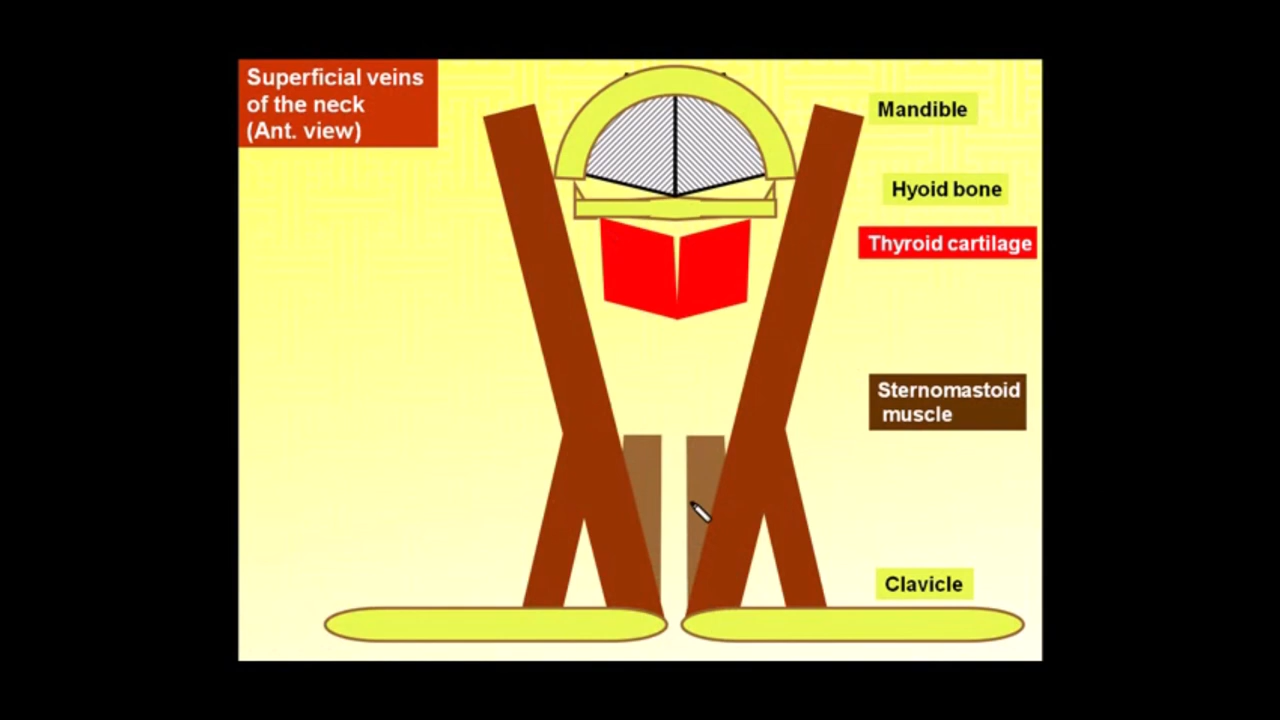 Superficial veins
of the neck
(Ant. view)
Mandible
Hyoid bone
Thyroid cartilage
Sternomastoid
muscle
Clavicle